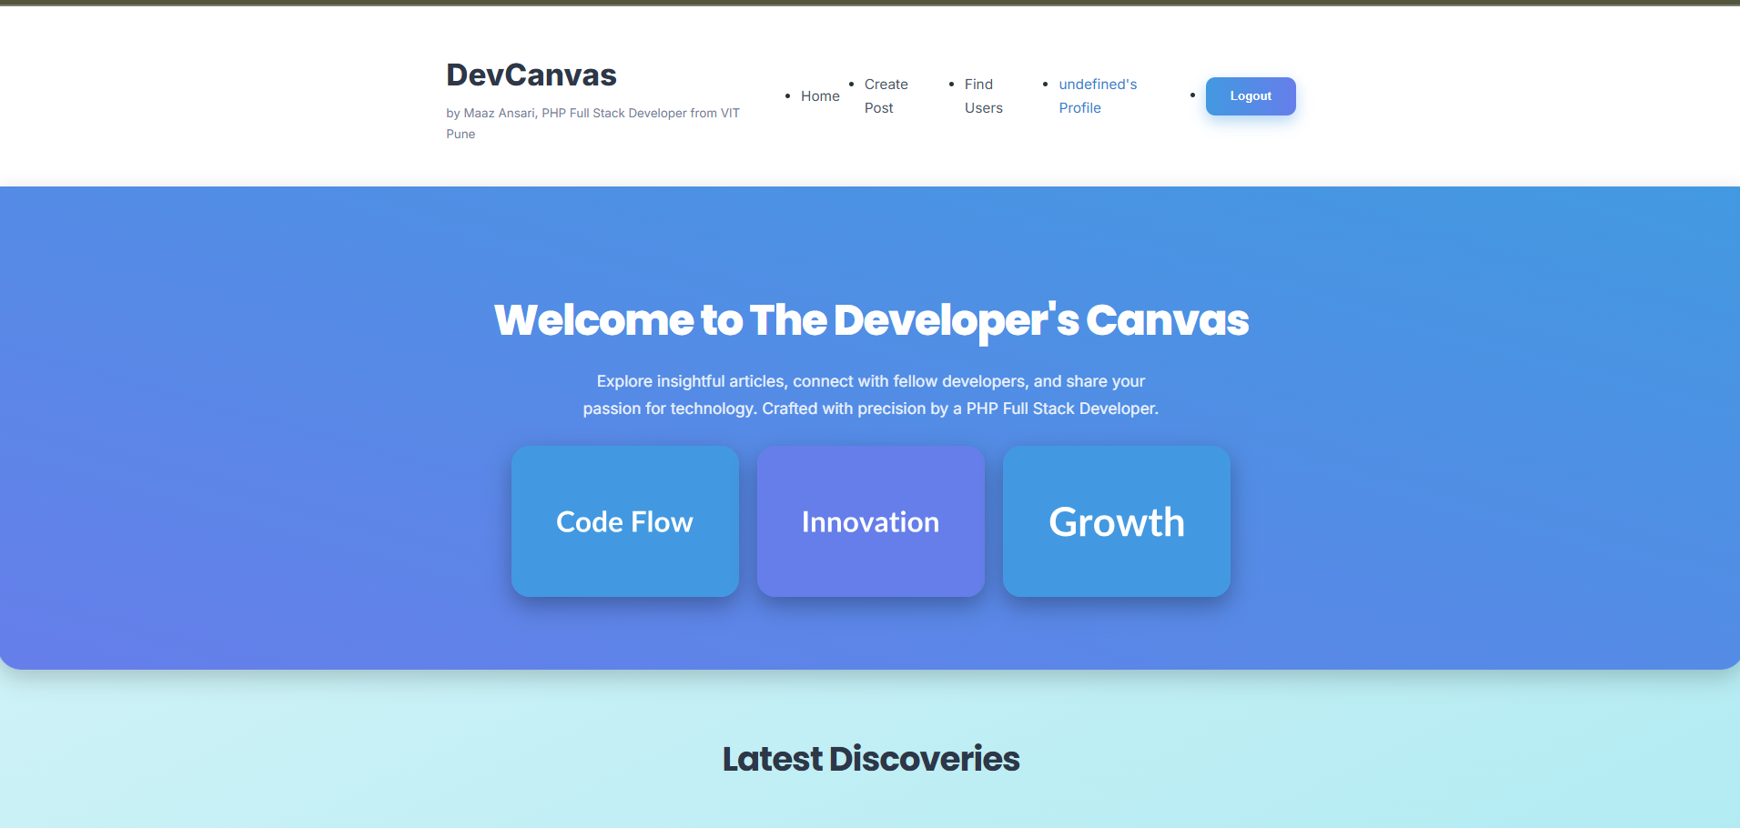 DevCanvas
by Maaz Ansari, PHP Full Stack Developer from VIT
Pune
Home
Create
Post
Find
Users
undefined's
Profile
Logout
Welcome to The Developer's Canvas
Explore insightful articles, connect with fellow developers, and share your
passion for technology. Crafted with precision by a PHP Full Stack Developer.
Code Flow
Innovation
Growth
Latest Discoveries